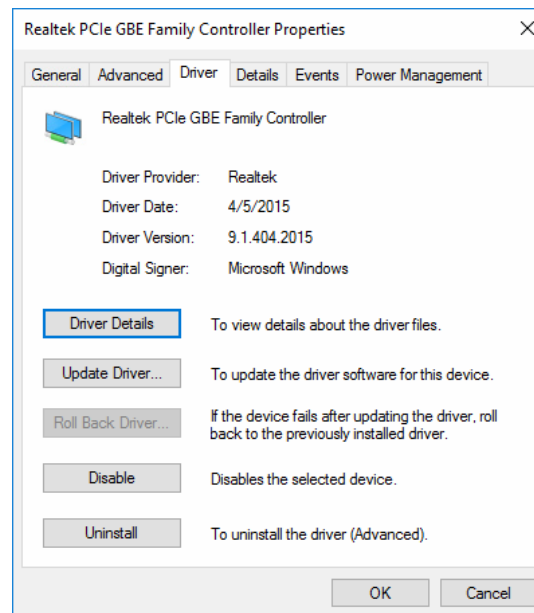 Realtek PCIe GBE Family Controller Properties
General Advanced Driver Details Events Power Management
Realtek PCIe GBE Family Controller
Driver Provider: Realtek
Driver Date: 4/5/2015
Driver Version: 9.1.404.2015
Digital Signer: Microsoft Windows
Driver Details To view details about the driver files.
Update Driver... To update the driver software for this device.
Roll Back Driver... If the device fails after updating the driver, roll
back to the previously installed driver.
Disable Disables the selected device.
Uninstall To uninstall the driver (Advanced).
OK Cancel